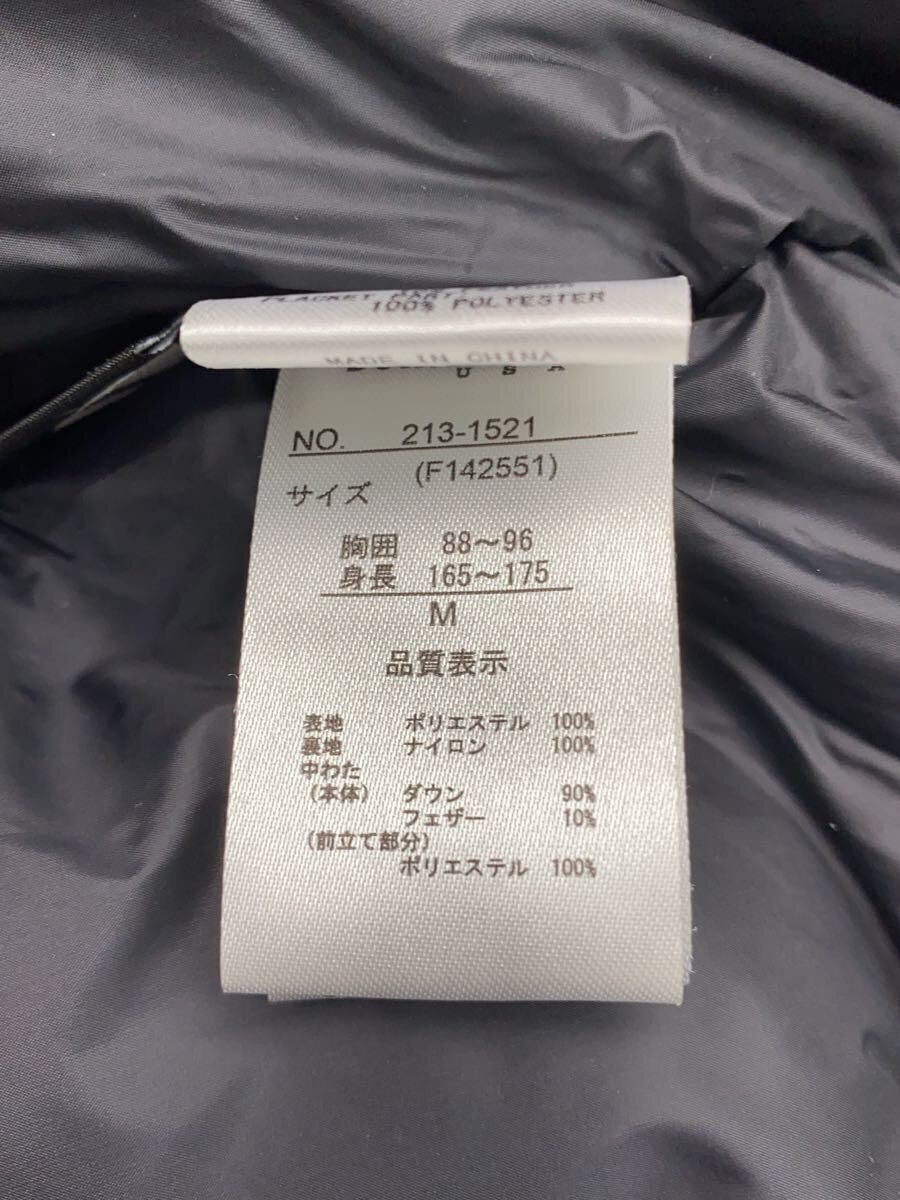 PLACKET PART
100% POLYESTER
MADE IN CHINA
U S A
NO. 213-1521
(F142551)
サイズ
胸囲 88〜96
身長 165〜175
M
品質表示
表地 ポリエステル 100%
裏地 ナイロン 100%
中わた
(本体) ダウン 90%
フェザー 10%
(前立て部分)
ポリエステル 100%